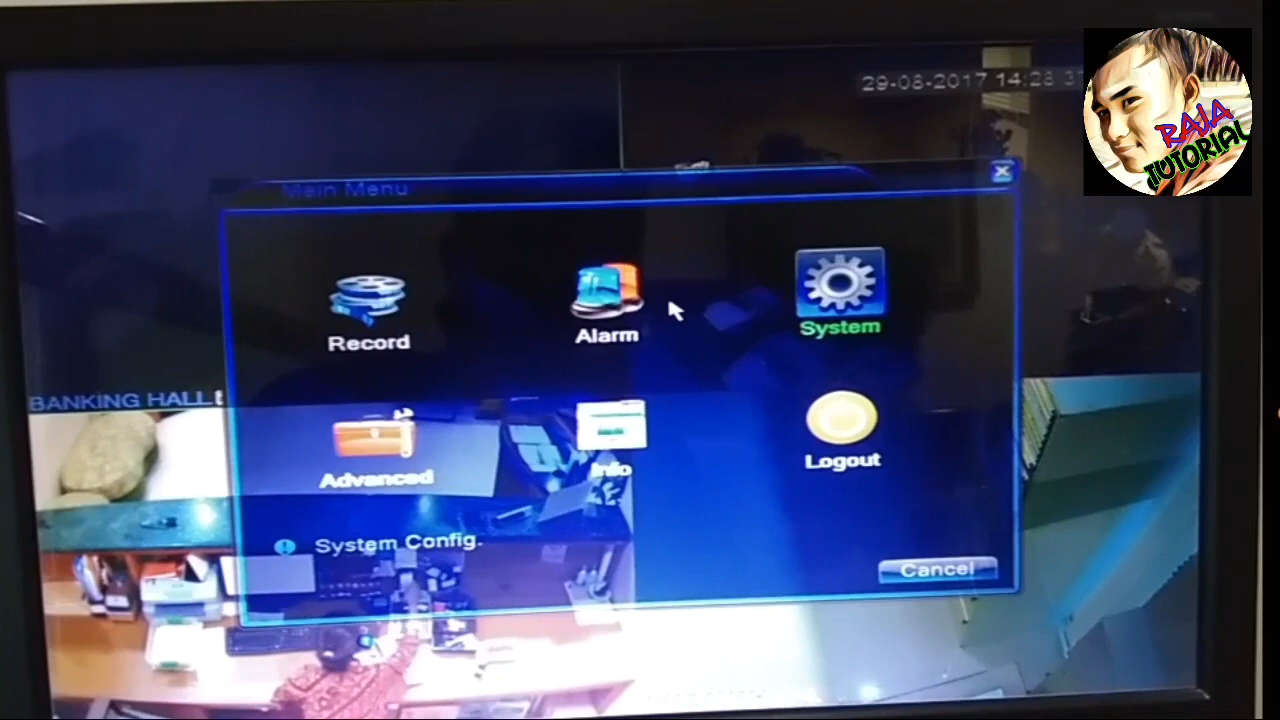 29-08-2017 14:28
RAJA
TUTORIAL
Main Menu
Record
Alarm
System
BANKING HALL
Advanced
Info
Logout
System Config.
Cancel